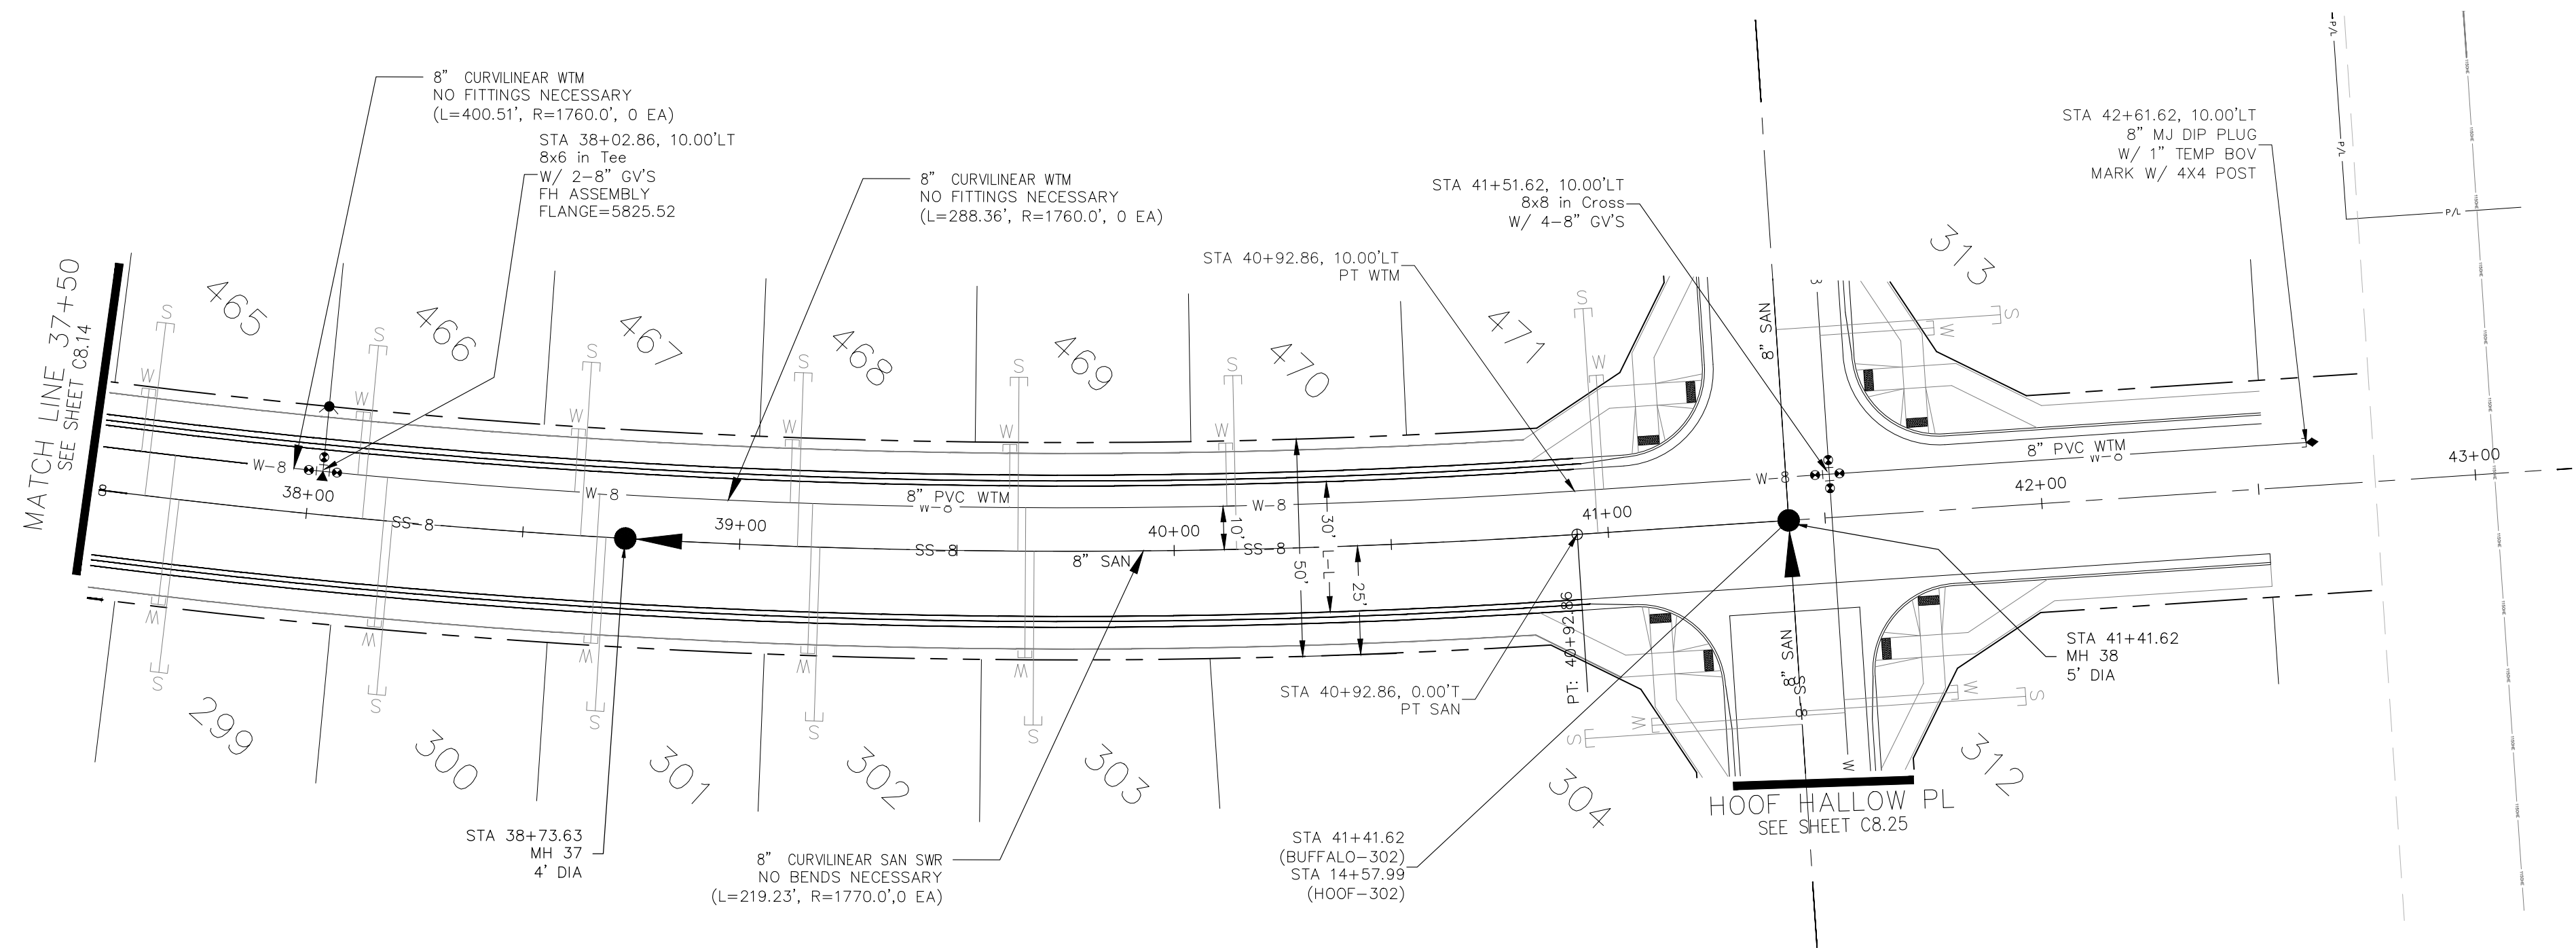 8" CURVILINEAR WTM
NO FITTINGS NECESSARY
(L=400.51', R=1760.0', 0 EA)
STA 38+02.86, 10.00'LT
8x6 in Tee
W/ 2-8" GV'S
FH ASSEMBLY
FLANGE=5825.52
8" CURVILINEAR WTM
NO FITTINGS NECESSARY
(L=288.36', R=1760.0', 0 EA)
STA 40+92.86, 10.00'LT
PT WTM
STA 41+51.62, 10.00'LT
8x8 in Cross
W/ 4-8" GV'S
STA 42+61.62, 10.00'LT
8" MJ DIP PLUG
W/ 1" TEMP BOV
MARK W/ 4X4 POST
P/L
P/L
P/L
MATCH LINE 37+50
SEE SHEET C8.14
465
466
467
468
469
470
471
313
S
S
S
S
S
S
S
S
W
W
W
W
W
W
W
W
8" SAN
W-8
W-8
8" PVC WTM
W-8
W-8
W-8
8" PVC WTM
W-8
8
38+00
39+00
40+00
41+00
42+00
43+00
SS-8
SS-8
8" SAN
SS-8
10'
50'
30' L-L
25'
PT: 40+92.86
8" SAN
SS
8
W
W
W
W
W
W
W
W
S
S
S
S
S
S
S
299
300
301
302
303
304
312
STA 40+92.86, 0.00'T
PT SAN
STA 41+41.62
MH 38
5' DIA
HOOF HALLOW PL
SEE SHEET C8.25
STA 38+73.63
MH 37
4' DIA
8" CURVILINEAR SAN SWR
NO BENDS NECESSARY
(L=219.23', R=1770.0',0 EA)
STA 41+41.62
(BUFFALO-302)
STA 14+57.99
(HOOF-302)